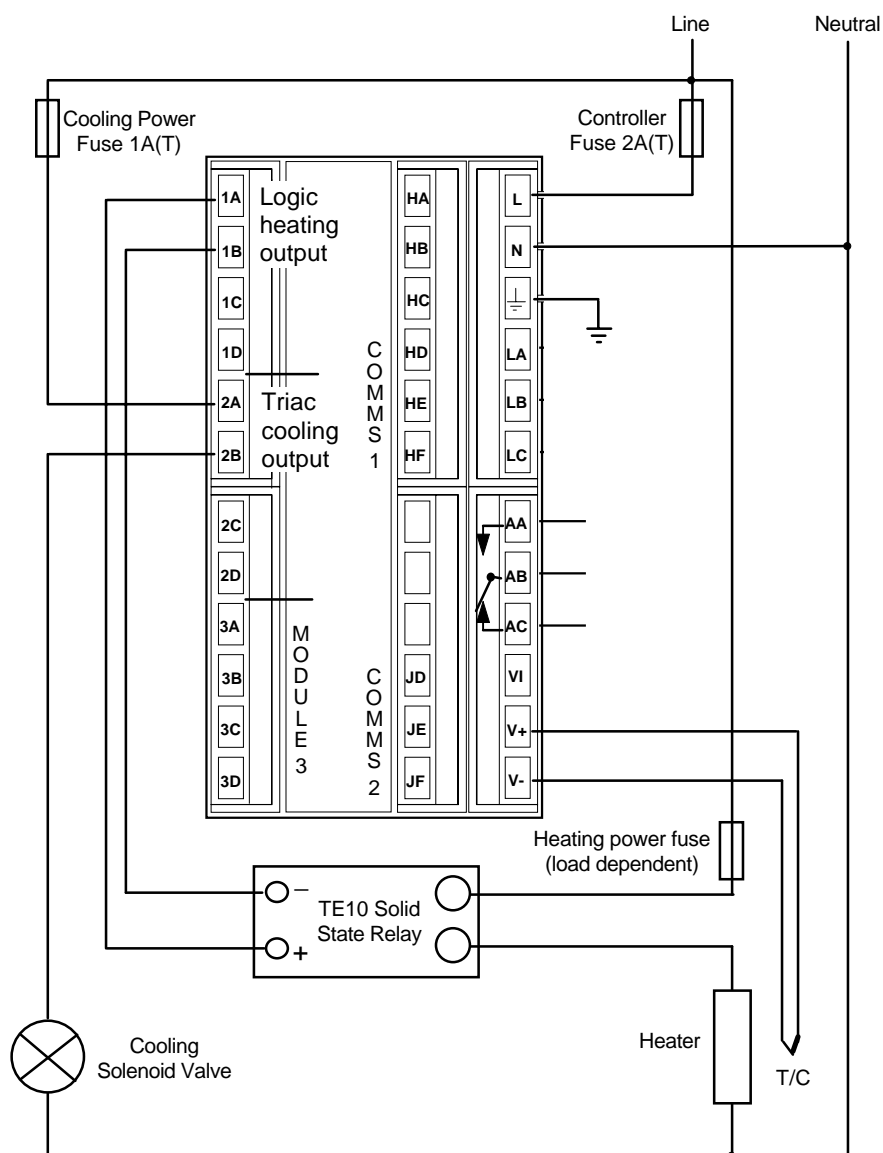 Line
Neutral
Cooling Power
Fuse 1A(T)
Controller
Fuse 2A(T)
1A
1B
1C
1D
2A
2B
2C
2D
3A
3B
3C
3D
Logic
heating
output
Triac
cooling
output
MODULE 3
COMMS 1
COMMS 2
HA
HB
HC
HD
HE
HF
JD
JE
JF
L
N
LA
LB
LC
AA
AB
AC
VI
V+
V-
Heating power fuse
(load dependent)
–
+
TE10 Solid
State Relay
Cooling
Solenoid Valve
Heater
T/C